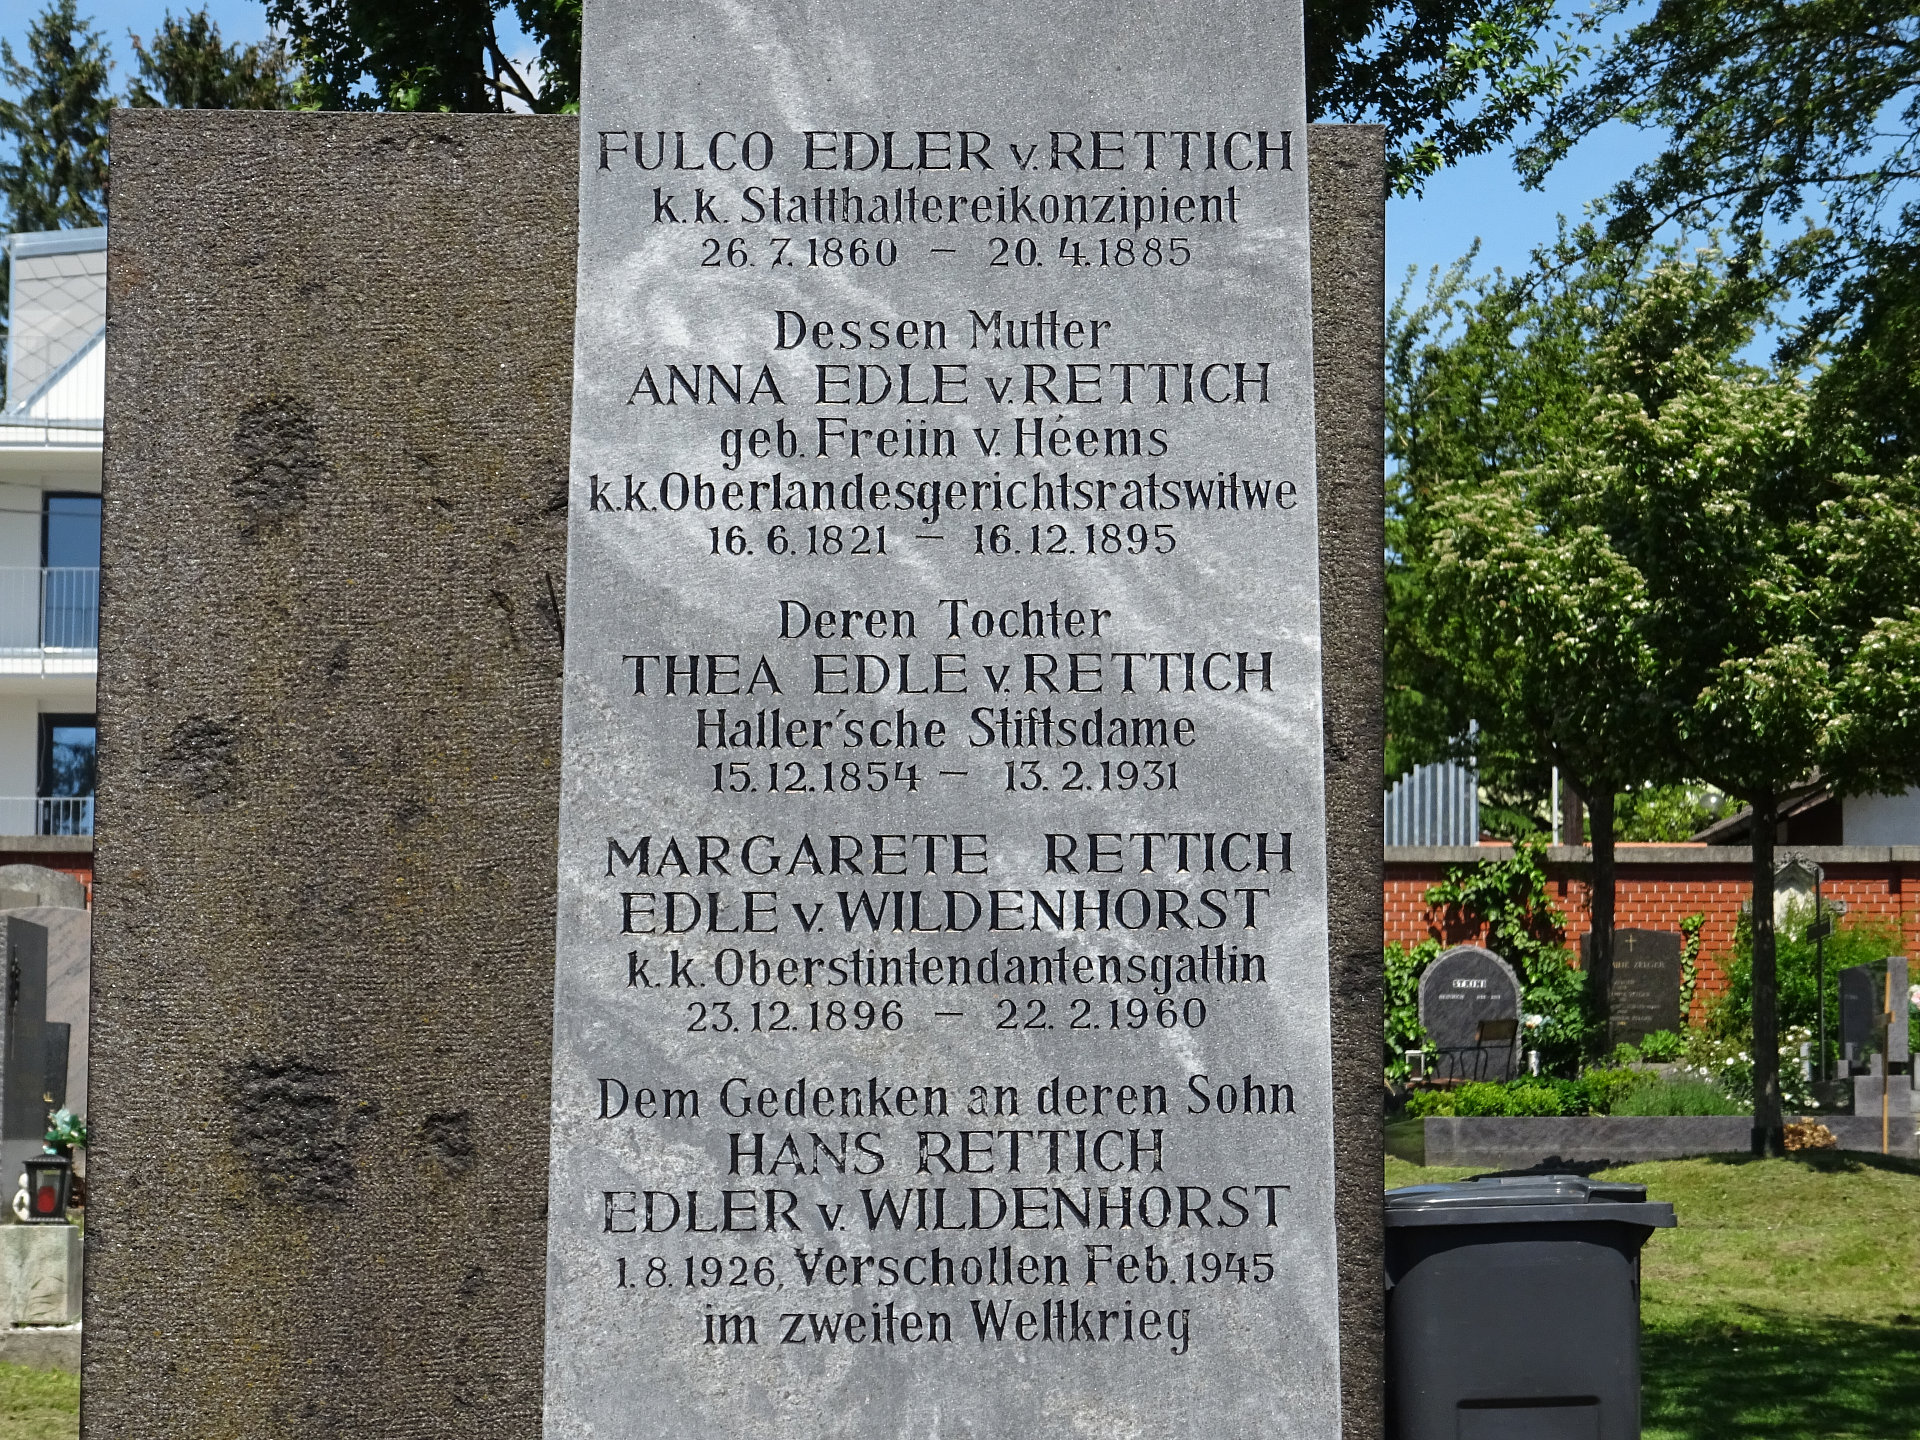 FULCO EDLER v. RETTICH
k.k. Statthaltereikonzipient
26. 7. 1860 – 20. 4. 1885
Dessen Mutter
ANNA EDLE v. RETTICH
geb. Freiin v. Héems
k.k. Oberlandesgerichtsratswitwe
16. 6. 1821 – 16. 12. 1895
Deren Tochter
THEA EDLE v. RETTICH
Haller'sche Stiftsdame
15. 12. 1854 – 13. 2. 1931
MARGARETE RETTICH
EDLE v. WILDENHORST
k.k. Oberstintendantensgattin
23. 12. 1896 – 22. 2. 1960
Dem Gedenken an deren Sohn
HANS RETTICH
EDLER v. WILDENHORST
1. 8. 1926, Verschollen Feb. 1945
im zweiten Weltkrieg